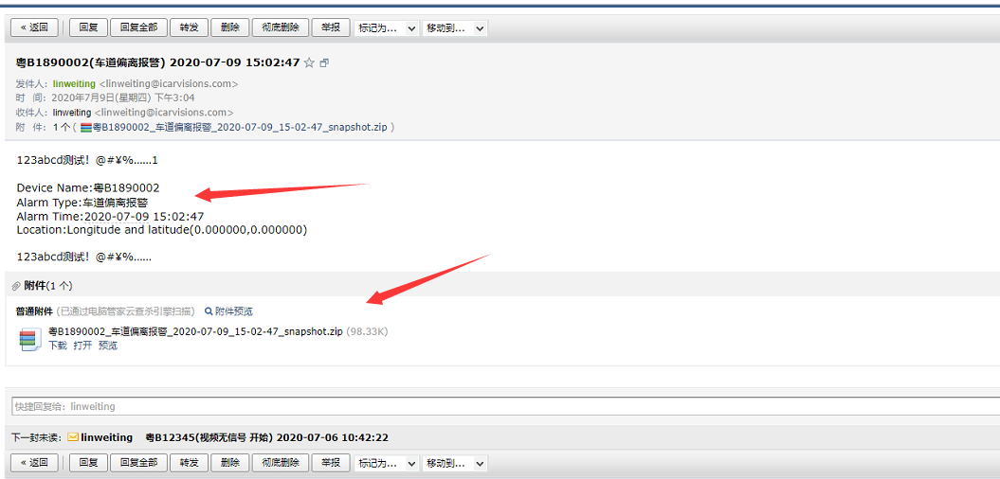 « 返回 回复 回复全部 转发 删除 彻底删除 举报 标记为... 移动到...
粤B1890002(车道偏离报警) 2020-07-09 15:02:47
发件人: linweiting <linweiting@icarvisions.com>
时 间: 2020年7月9日(星期四) 下午3:04
收件人: linweiting <linweiting@icarvisions.com>
附 件: 1 个 ( 粤B1890002_车道偏离报警_2020-07-09_15-02-47_snapshot.zip )
123abcd测试！@#¥%......1
Device Name:粤B1890002
Alarm Type:车道偏离报警
Alarm Time:2020-07-09 15:02:47
Location:Longitude and latitude(0.000000,0.000000)
123abcd测试！@#¥%......
附件(1 个)
普通附件 (已通过电脑管家云查杀引擎扫描) 附件预览
粤B1890002_车道偏离报警_2020-07-09_15-02-47_snapshot.zip (98.33K)
下载 打开 预览
快捷回复给: linweiting
下一封未读: linweiting 粤B12345(视频无信号 开始) 2020-07-06 10:42:22
« 返回 回复 回复全部 转发 删除 彻底删除 举报 标记为... 移动到...